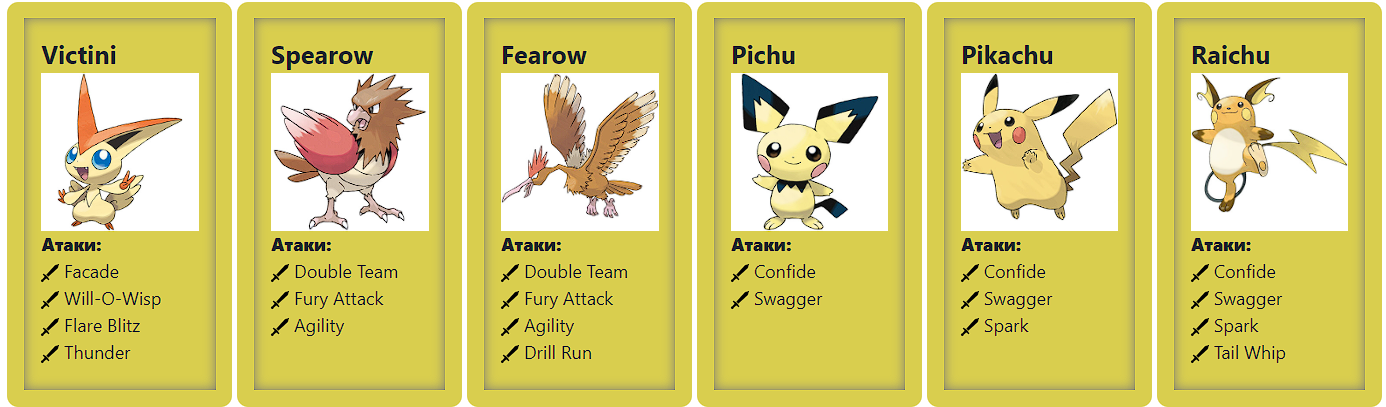 Victini
Атаки:
Facade
Will-O-Wisp
Flare Blitz
Thunder
Spearow
Атаки:
Double Team
Fury Attack
Agility
Fearow
Атаки:
Double Team
Fury Attack
Agility
Drill Run
Pichu
Атаки:
Confide
Swagger
Pikachu
Атаки:
Confide
Swagger
Spark
Raichu
Атаки:
Confide
Swagger
Spark
Tail Whip